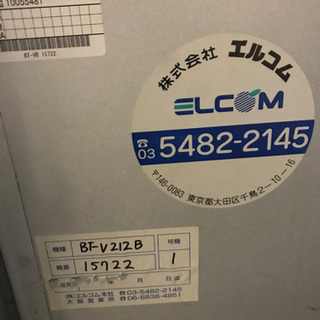 10055481
A
BT-VB 15722
株式会社 エルコム
ELCOM
☎03 5482-2145
〒146-0083 東京都大田区千鳥2-10-16
機種 BT-V212B 号機
機番 15722 1
年 月 日
(株)エルコム本社 ☎03-5482-2145
大阪営業所 ☎06-6838-4851